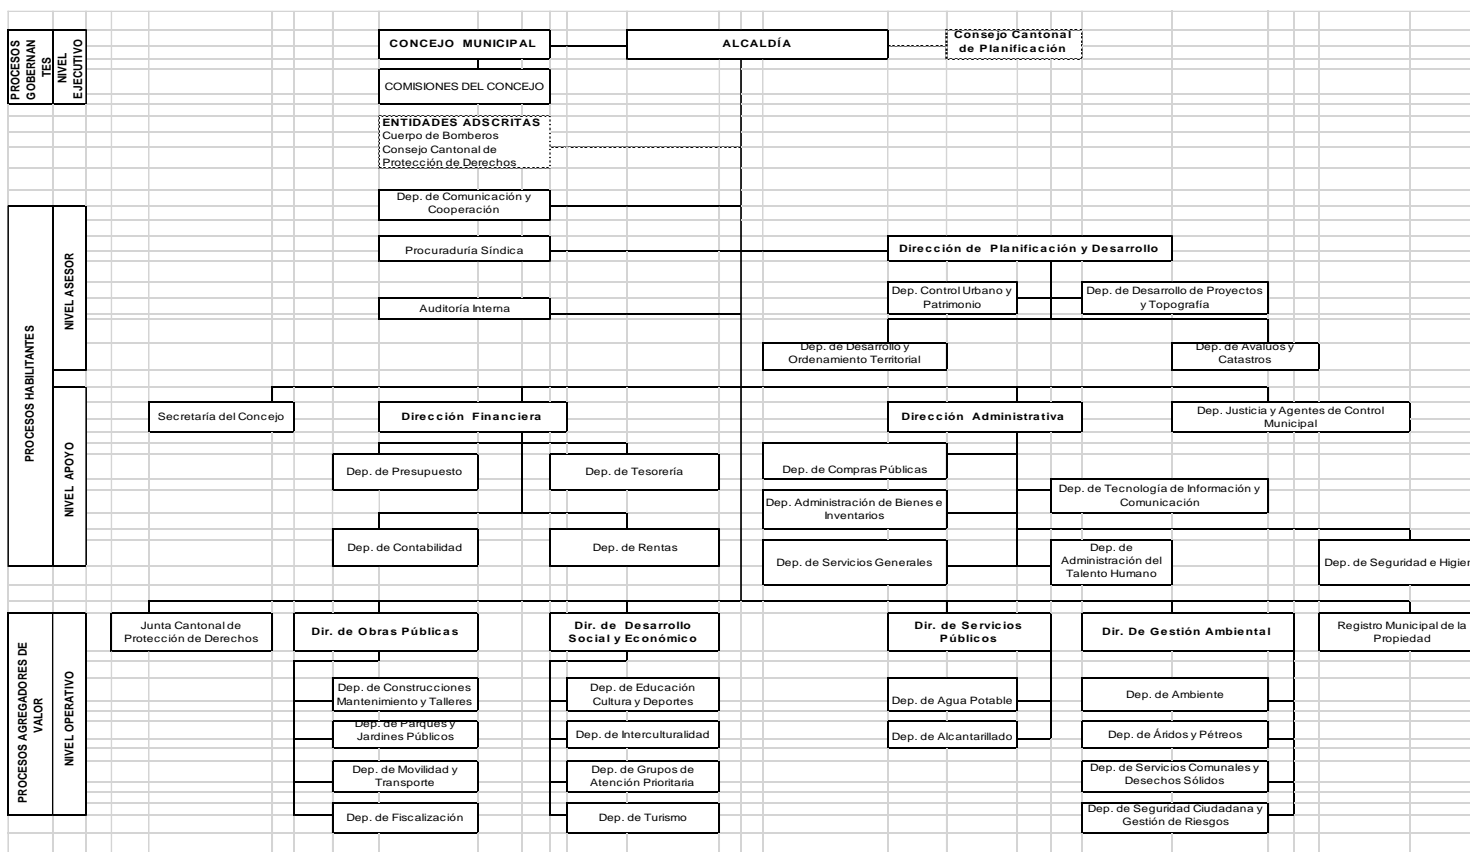 PROCESOS
GOBERNAN
TES
NIVEL
EJECUTIVO
CONCEJO MUNICIPAL
ALCALDÍA
Consejo Cantonal
de Planificación
COMISIONES DEL CONCEJO
ENTIDADES ADSCRITAS
Cuerpo de Bomberos
Consejo Cantonal de
Protección de Derechos
Dep. de Comunicación y
Cooperación
PROCESOS HABILITANTES
NIVEL ASESOR
Procuraduría Síndica
Dirección de Planificación y Desarrollo
Dep. Control Urbano y
Patrimonio
Dep. de Desarrollo de Proyectos
y Topografía
Auditoría Interna
Dep. de Desarrollo y
Ordenamiento Territorial
Dep. de Avaluos y
Catastros
NIVEL APOYO
Secretaría del Concejo
Dirección Financiera
Dirección Administrativa
Dep. Justicia y Agentes de Control
Municipal
Dep. de Presupuesto
Dep. de Tesorería
Dep. de Compras Públicas
Dep. de Tecnología de Información y
Comunicación
Dep. Administración de Bienes e
Inventarios
Dep. de Contabilidad
Dep. de Rentas
Dep. de Servicios Generales
Dep. de
Administración del
Talento Humano
Dep. de Seguridad e Higien
PROCESOS AGREGADORES DE
VALOR
NIVEL OPERATIVO
Junta Cantonal de
Protección de Derechos
Dir. de Obras Públicas
Dir. de Desarrollo
Social y Económico
Dir. de Servicios
Públicos
Dir. De Gestión Ambiental
Registro Municipal de la
Propiedad
Dep. de Construcciones
Mantenimiento y Talleres
Dep. de Educación
Cultura y Deportes
Dep. de Agua Potable
Dep. de Ambiente
Dep. de Parques y
Jardines Públicos
Dep. de Interculturalidad
Dep. de Alcantarillado
Dep. de Áridos y Pétreos
Dep. de Movilidad y
Transporte
Dep. de Grupos de
Atención Prioritaria
Dep. de Servicios Comunales y
Desechos Sólidos
Dep. de Fiscalización
Dep. de Turismo
Dep. de Seguridad Ciudadana y
Gestión de Riesgos